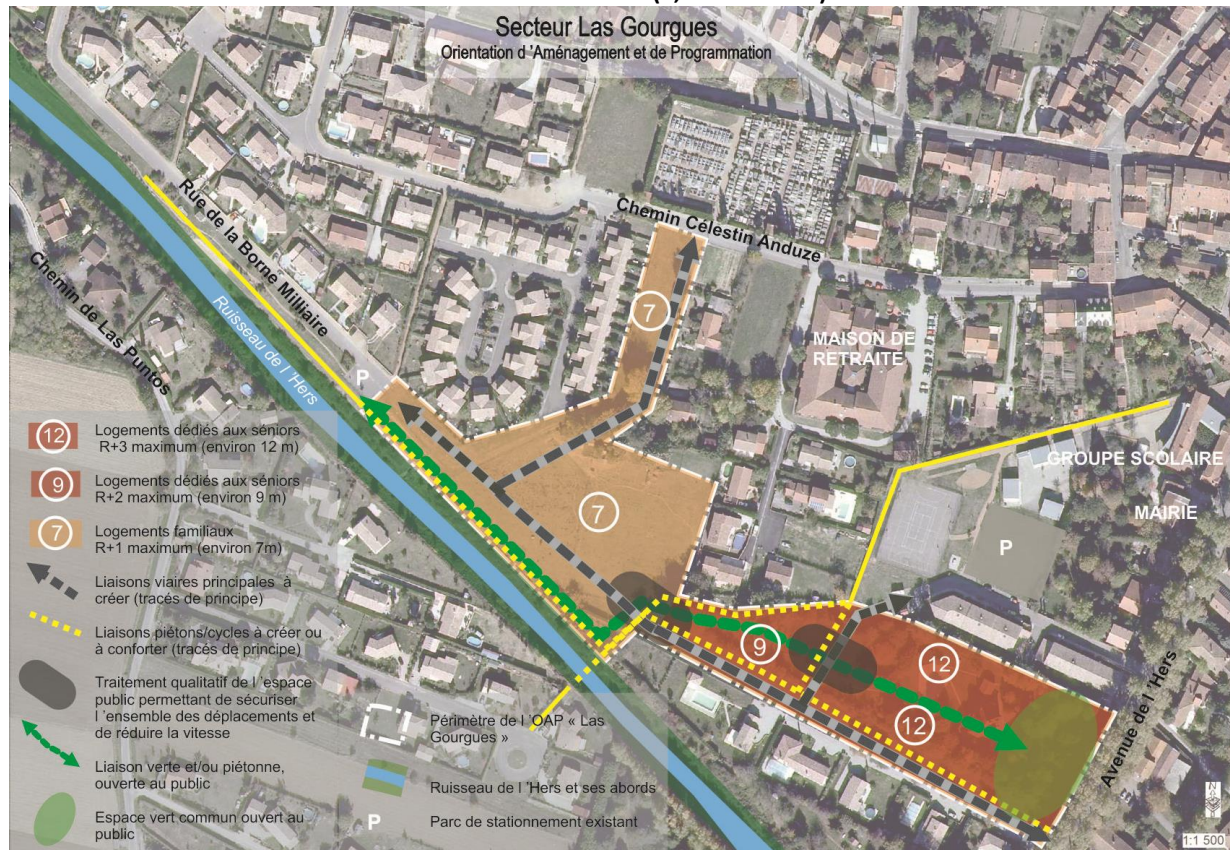 Secteur Las Gourgues
Orientation d 'Aménagement et de Programmation
Chemin Célestin Anduze
Rue de la Borne Milliaire
Chemin de Las Puntos
Ruisseau de l 'Hers
7
MAISON DE
RETRAITE
P
GROUPE SCOLAIRE
MAIRIE
P
7
9
12
12
Avenue de l 'Hers
12 Logements dédiés aux séniors
R+3 maximum (environ 12 m)
9 Logements dédiés aux séniors
R+2 maximum (environ 9 m)
7 Logements familiaux
R+1 maximum (environ 7m)
Liaisons viaires principales à
créer (tracés de principe)
Liaisons piétons/cycles à créer ou
à conforter (tracés de principe)
Traitement qualitatif de l 'espace
public permettant de sécuriser
l 'ensemble des déplacements et
de réduire la vitesse
Liaison verte et/ou piétonne,
ouverte au public
Espace vert commun ouvert au
public
Périmètre de l 'OAP « Las
Gourgues »
Ruisseau de l 'Hers et ses abords
P Parc de stationnement existant
N
1:1 500